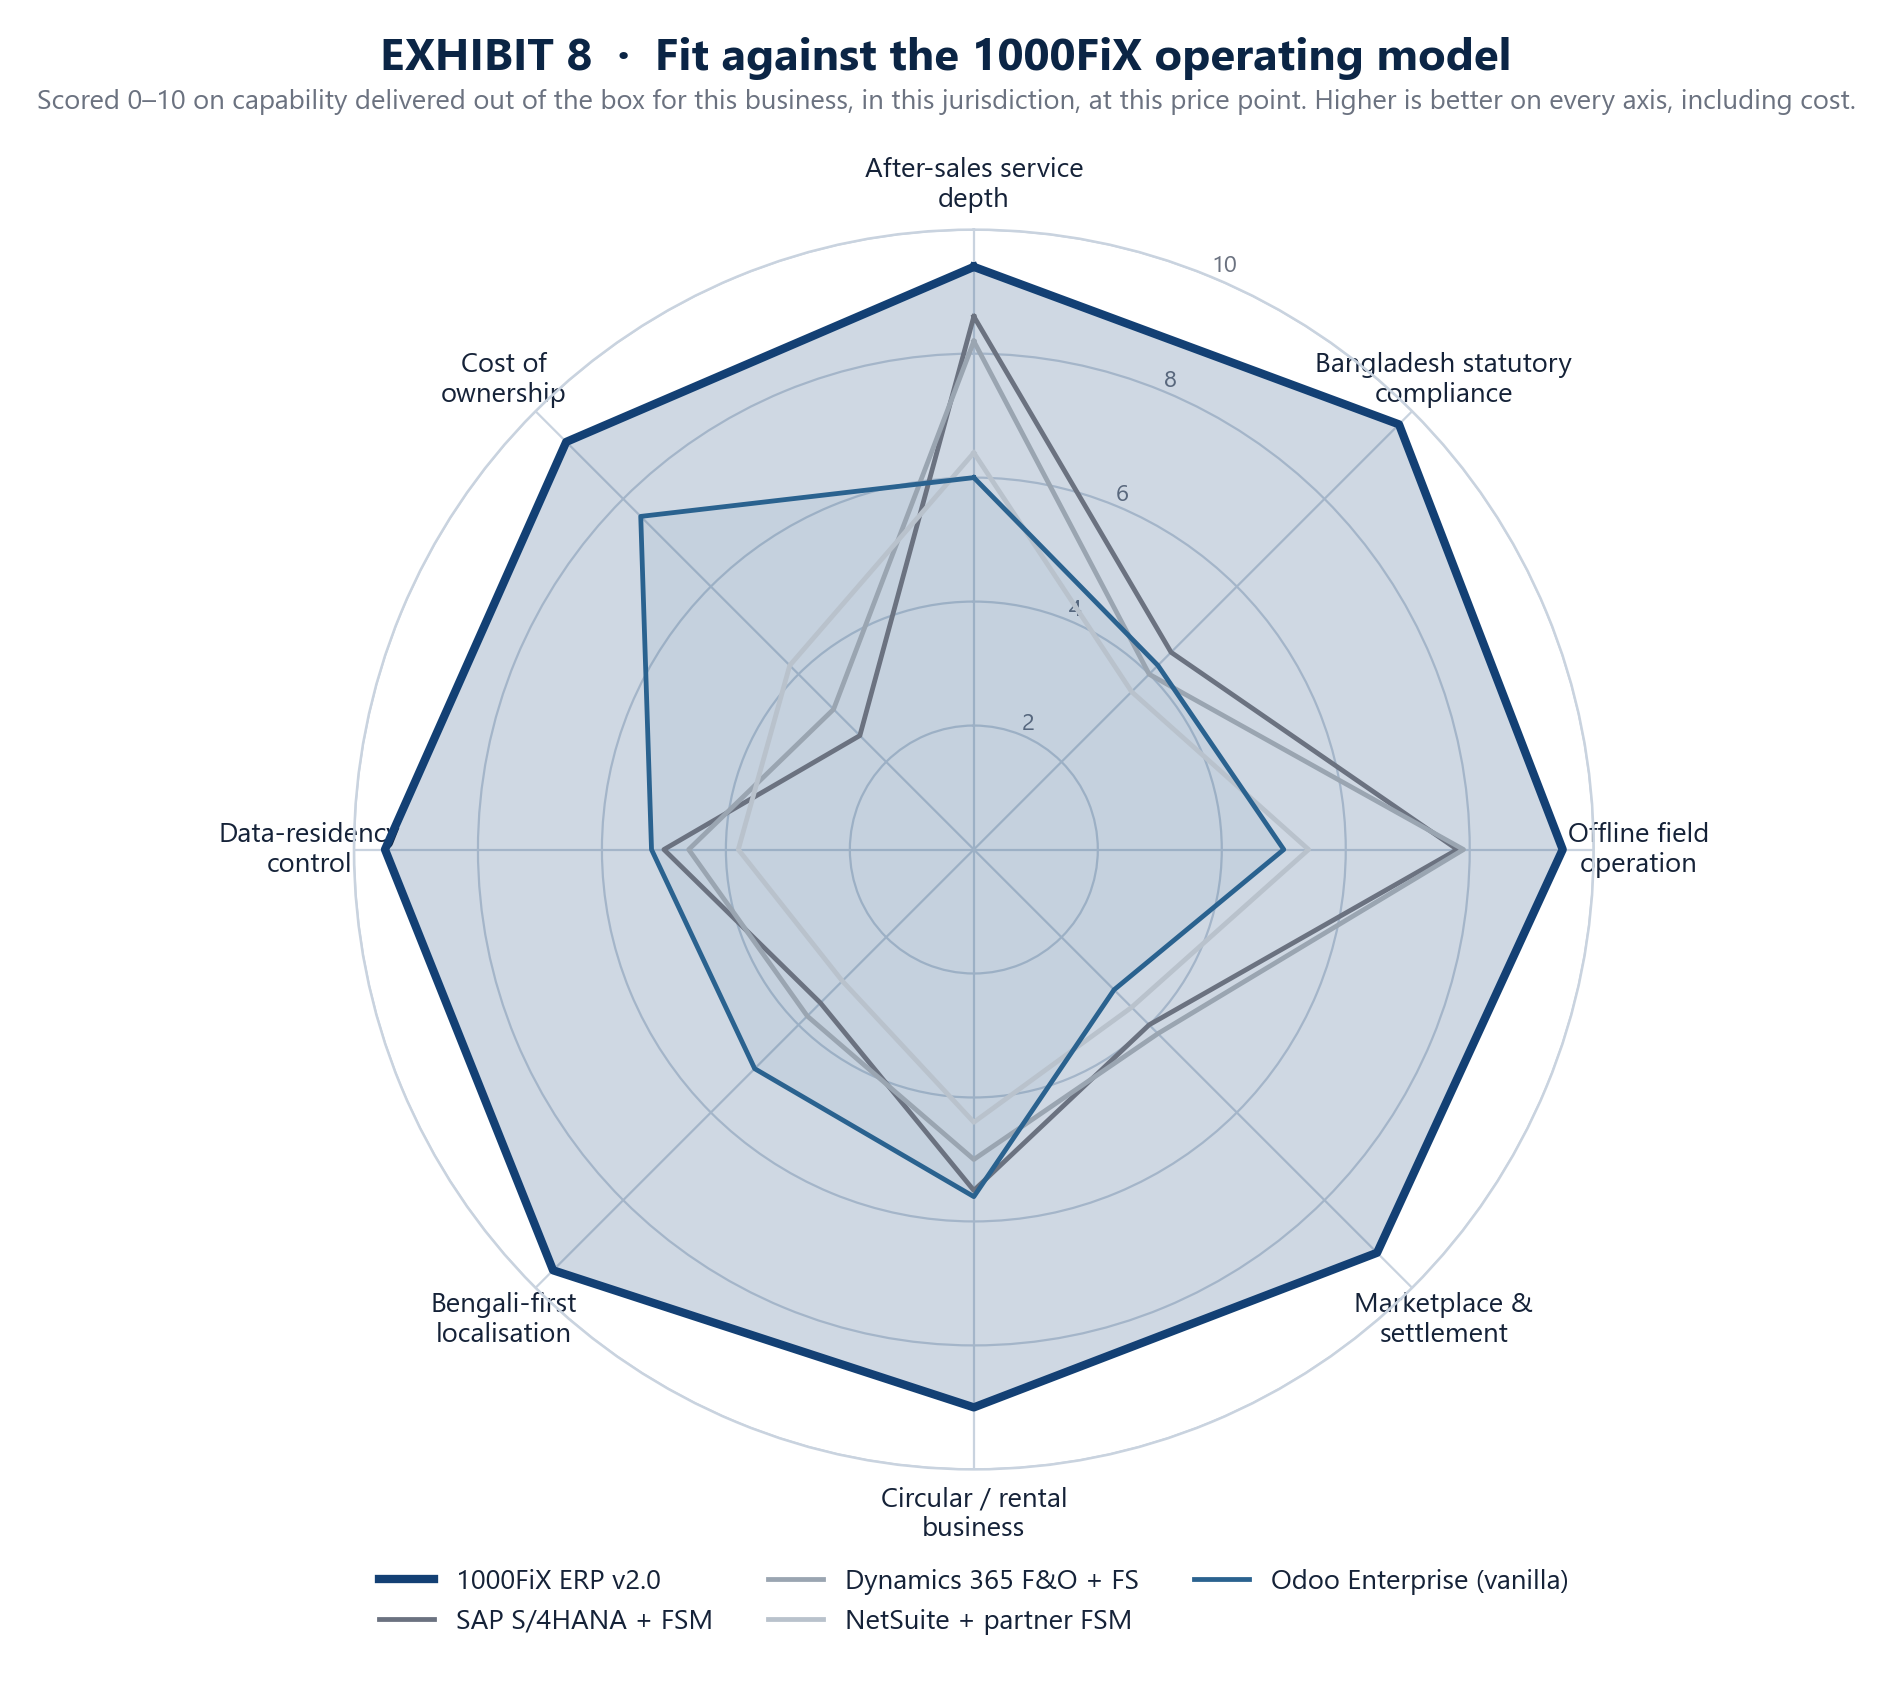 EXHIBIT 8 · Fit against the 1000FiX operating model
Scored 0–10 on capability delivered out of the box for this business, in this jurisdiction, at this price point. Higher is better on every axis, including cost.
After-sales service
depth
10
Cost of
ownership
Bangladesh statutory
compliance
8
6
4
2
Data-residency
control
Offline field
operation
Bengali-first
localisation
Marketplace &
settlement
Circular / rental
business
1000FiX ERP v2.0
SAP S/4HANA + FSM
Dynamics 365 F&O + FS
NetSuite + partner FSM
Odoo Enterprise (vanilla)